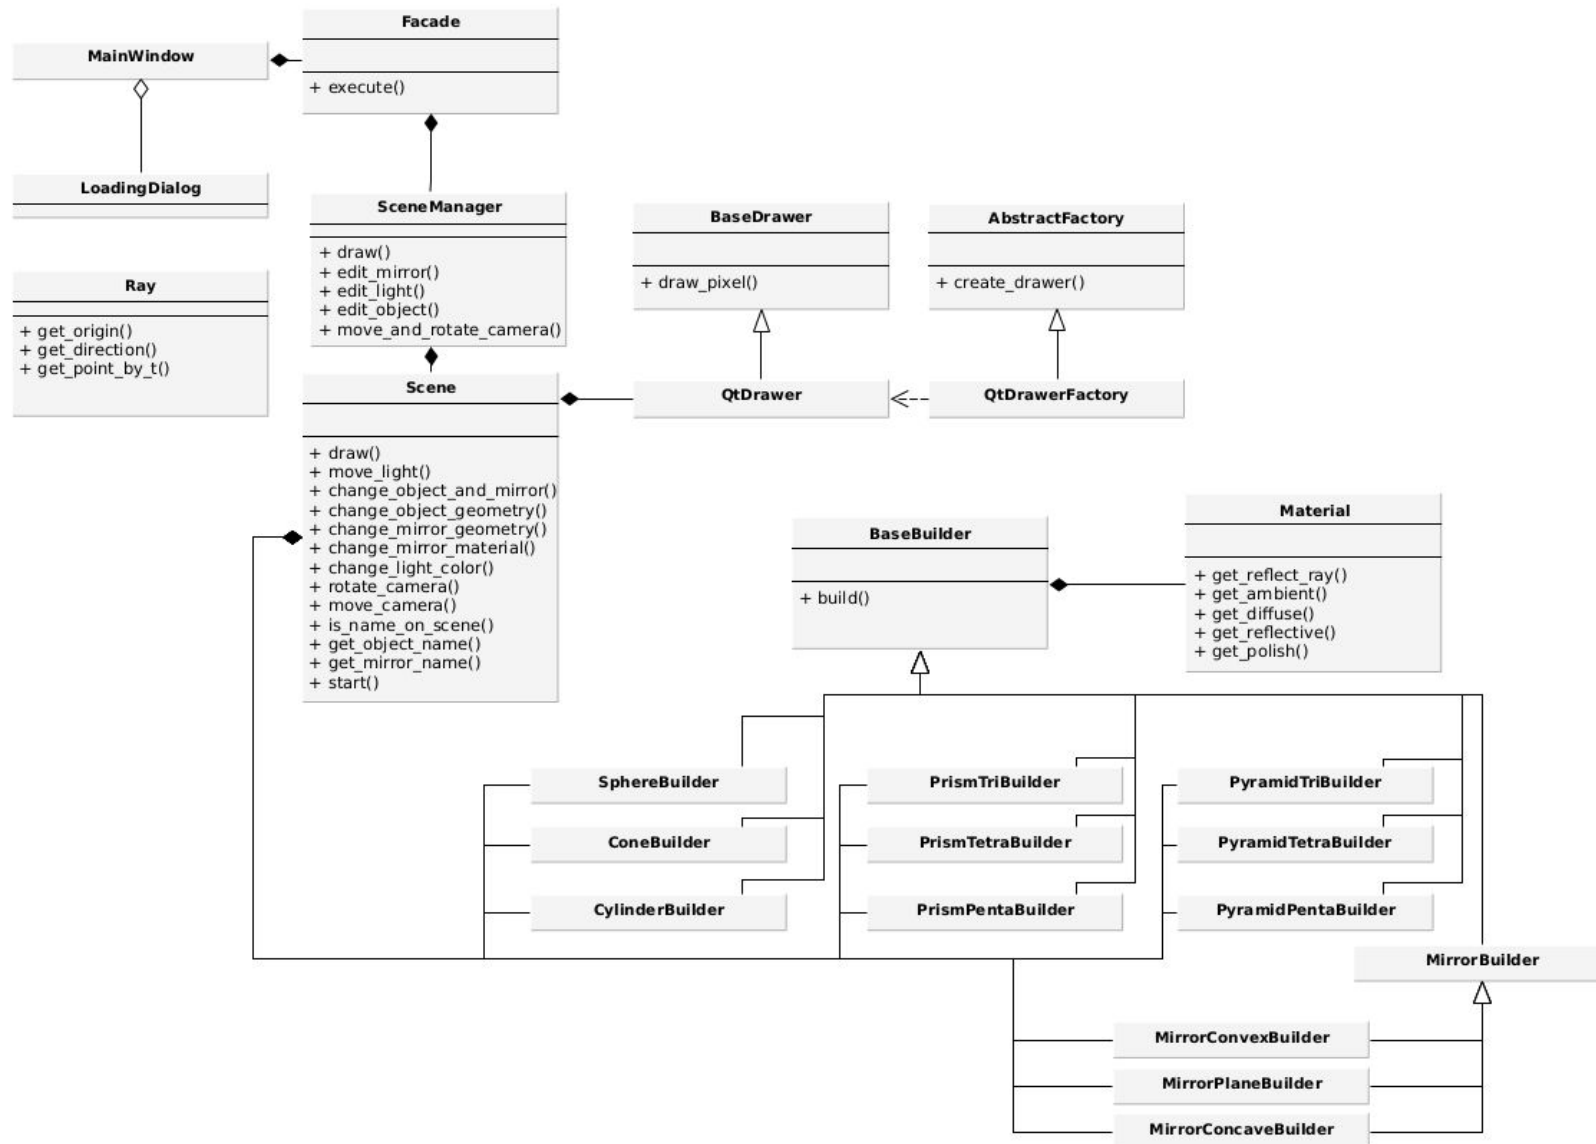 Facade
+ execute()
MainWindow
LoadingDialog
SceneManager
+ draw()
+ edit_mirror()
+ edit_light()
+ edit_object()
+ move_and_rotate_camera()
BaseDrawer
+ draw_pixel()
AbstractFactory
+ create_drawer()
Ray
+ get_origin()
+ get_direction()
+ get_point_by_t()
Scene
+ draw()
+ move_light()
+ change_object_and_mirror()
+ change_object_geometry()
+ change_mirror_geometry()
+ change_mirror_material()
+ change_light_color()
+ rotate_camera()
+ move_camera()
+ is_name_on_scene()
+ get_object_name()
+ get_mirror_name()
+ start()
QtDrawer
QtDrawerFactory
BaseBuilder
+ build()
Material
+ get_reflect_ray()
+ get_ambient()
+ get_diffuse()
+ get_reflective()
+ get_polish()
SphereBuilder
PrismTriBuilder
PyramidTriBuilder
ConeBuilder
PrismTetraBuilder
PyramidTetraBuilder
CylinderBuilder
PrismPentaBuilder
PyramidPentaBuilder
MirrorBuilder
MirrorConvexBuilder
MirrorPlaneBuilder
MirrorConcaveBuilder